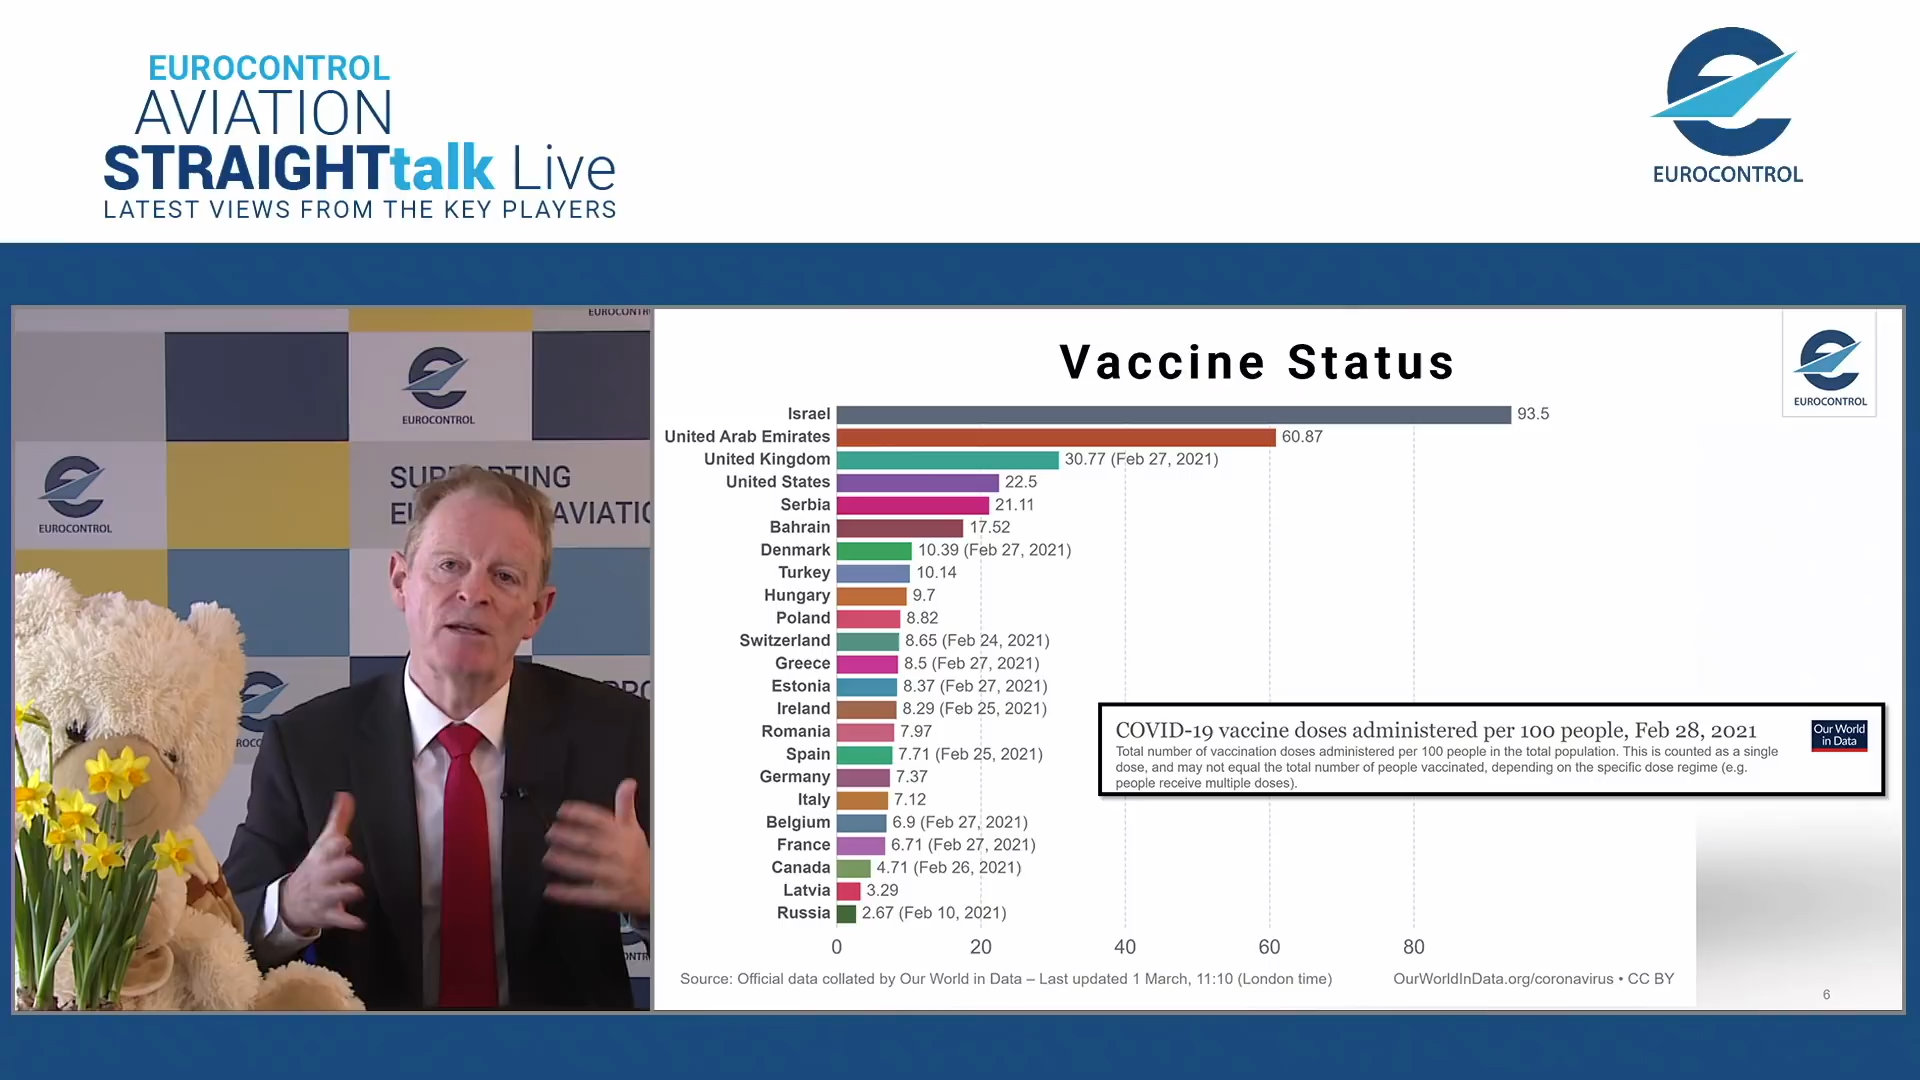 EUROCONTROL
AVIATION
STRAIGHTtalk Live
LATEST VIEWS FROM THE KEY PLAYERS
EUROCONTROL
EUROCONTROL
EUROCONTROL
SUPPORTING
AVIATIO
Vaccine Status
EUROCONTROL
Israel 93.5
United Arab Emirates 60.87
United Kingdom 30.77 (Feb 27, 2021)
United States 22.5
Serbia 21.11
Bahrain 17.52
Denmark 10.39 (Feb 27, 2021)
Turkey 10.14
Hungary 9.7
Poland 8.82
Switzerland 8.65 (Feb 24, 2021)
Greece 8.5 (Feb 27, 2021)
Estonia 8.37 (Feb 27, 2021)
Ireland 8.29 (Feb 25, 2021)
Romania 7.97
Spain 7.71 (Feb 25, 2021)
Germany 7.37
Italy 7.12
Belgium 6.9 (Feb 27, 2021)
France 6.71 (Feb 27, 2021)
Canada 4.71 (Feb 26, 2021)
Latvia 3.29
Russia 2.67 (Feb 10, 2021)
0 20 40 60 80
COVID-19 vaccine doses administered per 100 people, Feb 28, 2021
Our World
in Data
Total number of vaccination doses administered per 100 people in the total population. This is counted as a single
dose, and may not equal the total number of people vaccinated, depending on the specific dose regime (e.g.
people receive multiple doses).
Source: Official data collated by Our World in Data – Last updated 1 March, 11:10 (London time)
OurWorldInData.org/coronavirus • CC BY
6